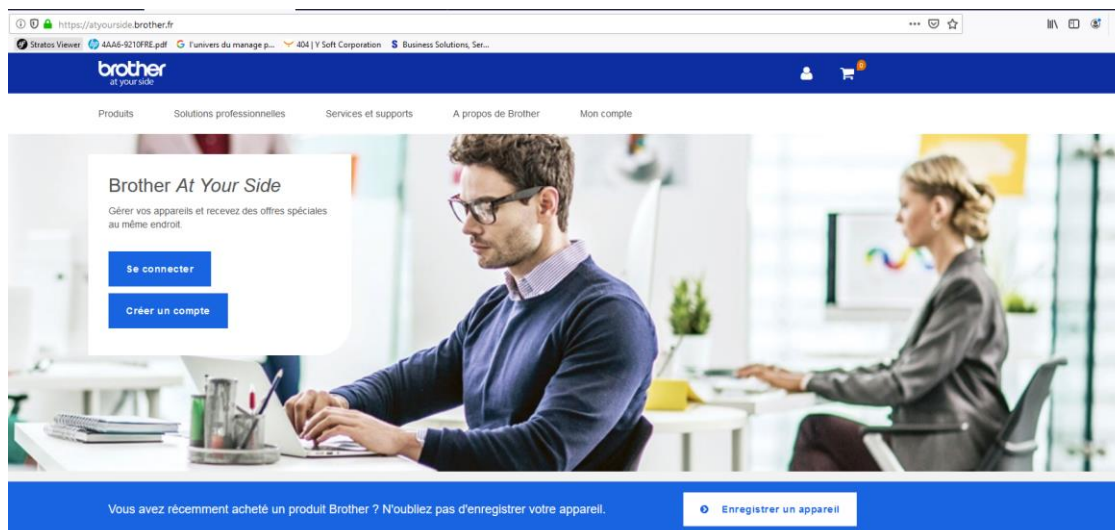 https://atyourside.brother.fr
Stratos Viewer 4AA6-9210FRE.pdf l'univers du manage p... 404 | Y Soft Corporation Business Solutions, Ser...
brother
at your side
0
Produits Solutions professionnelles Services et supports A propos de Brother Mon compte
Brother At Your Side
Gérer vos appareils et recevez des offres spéciales
au même endroit.
Se connecter
Créer un compte
Vous avez récemment acheté un produit Brother ? N'oubliez pas d'enregistrer votre appareil.
Enregistrer un appareil